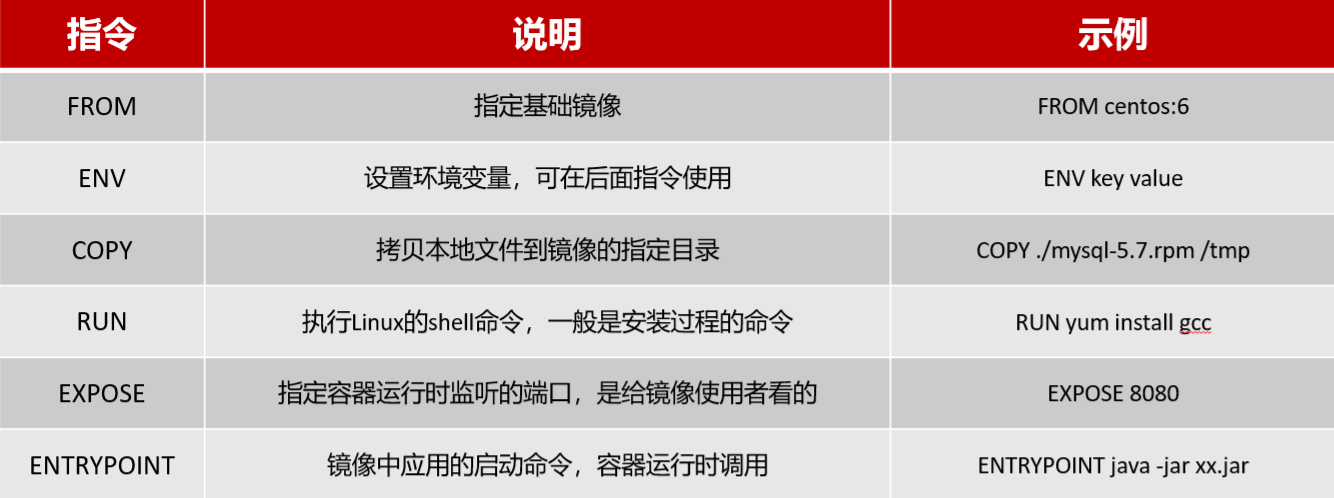 指令 说明 示例
FROM 指定基础镜像 FROM centos:6
ENV 设置环境变量，可在后面指令使用 ENV key value
COPY 拷贝本地文件到镜像的指定目录 COPY ./mysql-5.7.rpm /tmp
RUN 执行Linux的shell命令，一般是安装过程的命令 RUN yum install gcc
EXPOSE 指定容器运行时监听的端口，是给镜像使用者看的 EXPOSE 8080
ENTRYPOINT 镜像中应用的启动命令，容器运行时调用 ENTRYPOINT java -jar xx.jar